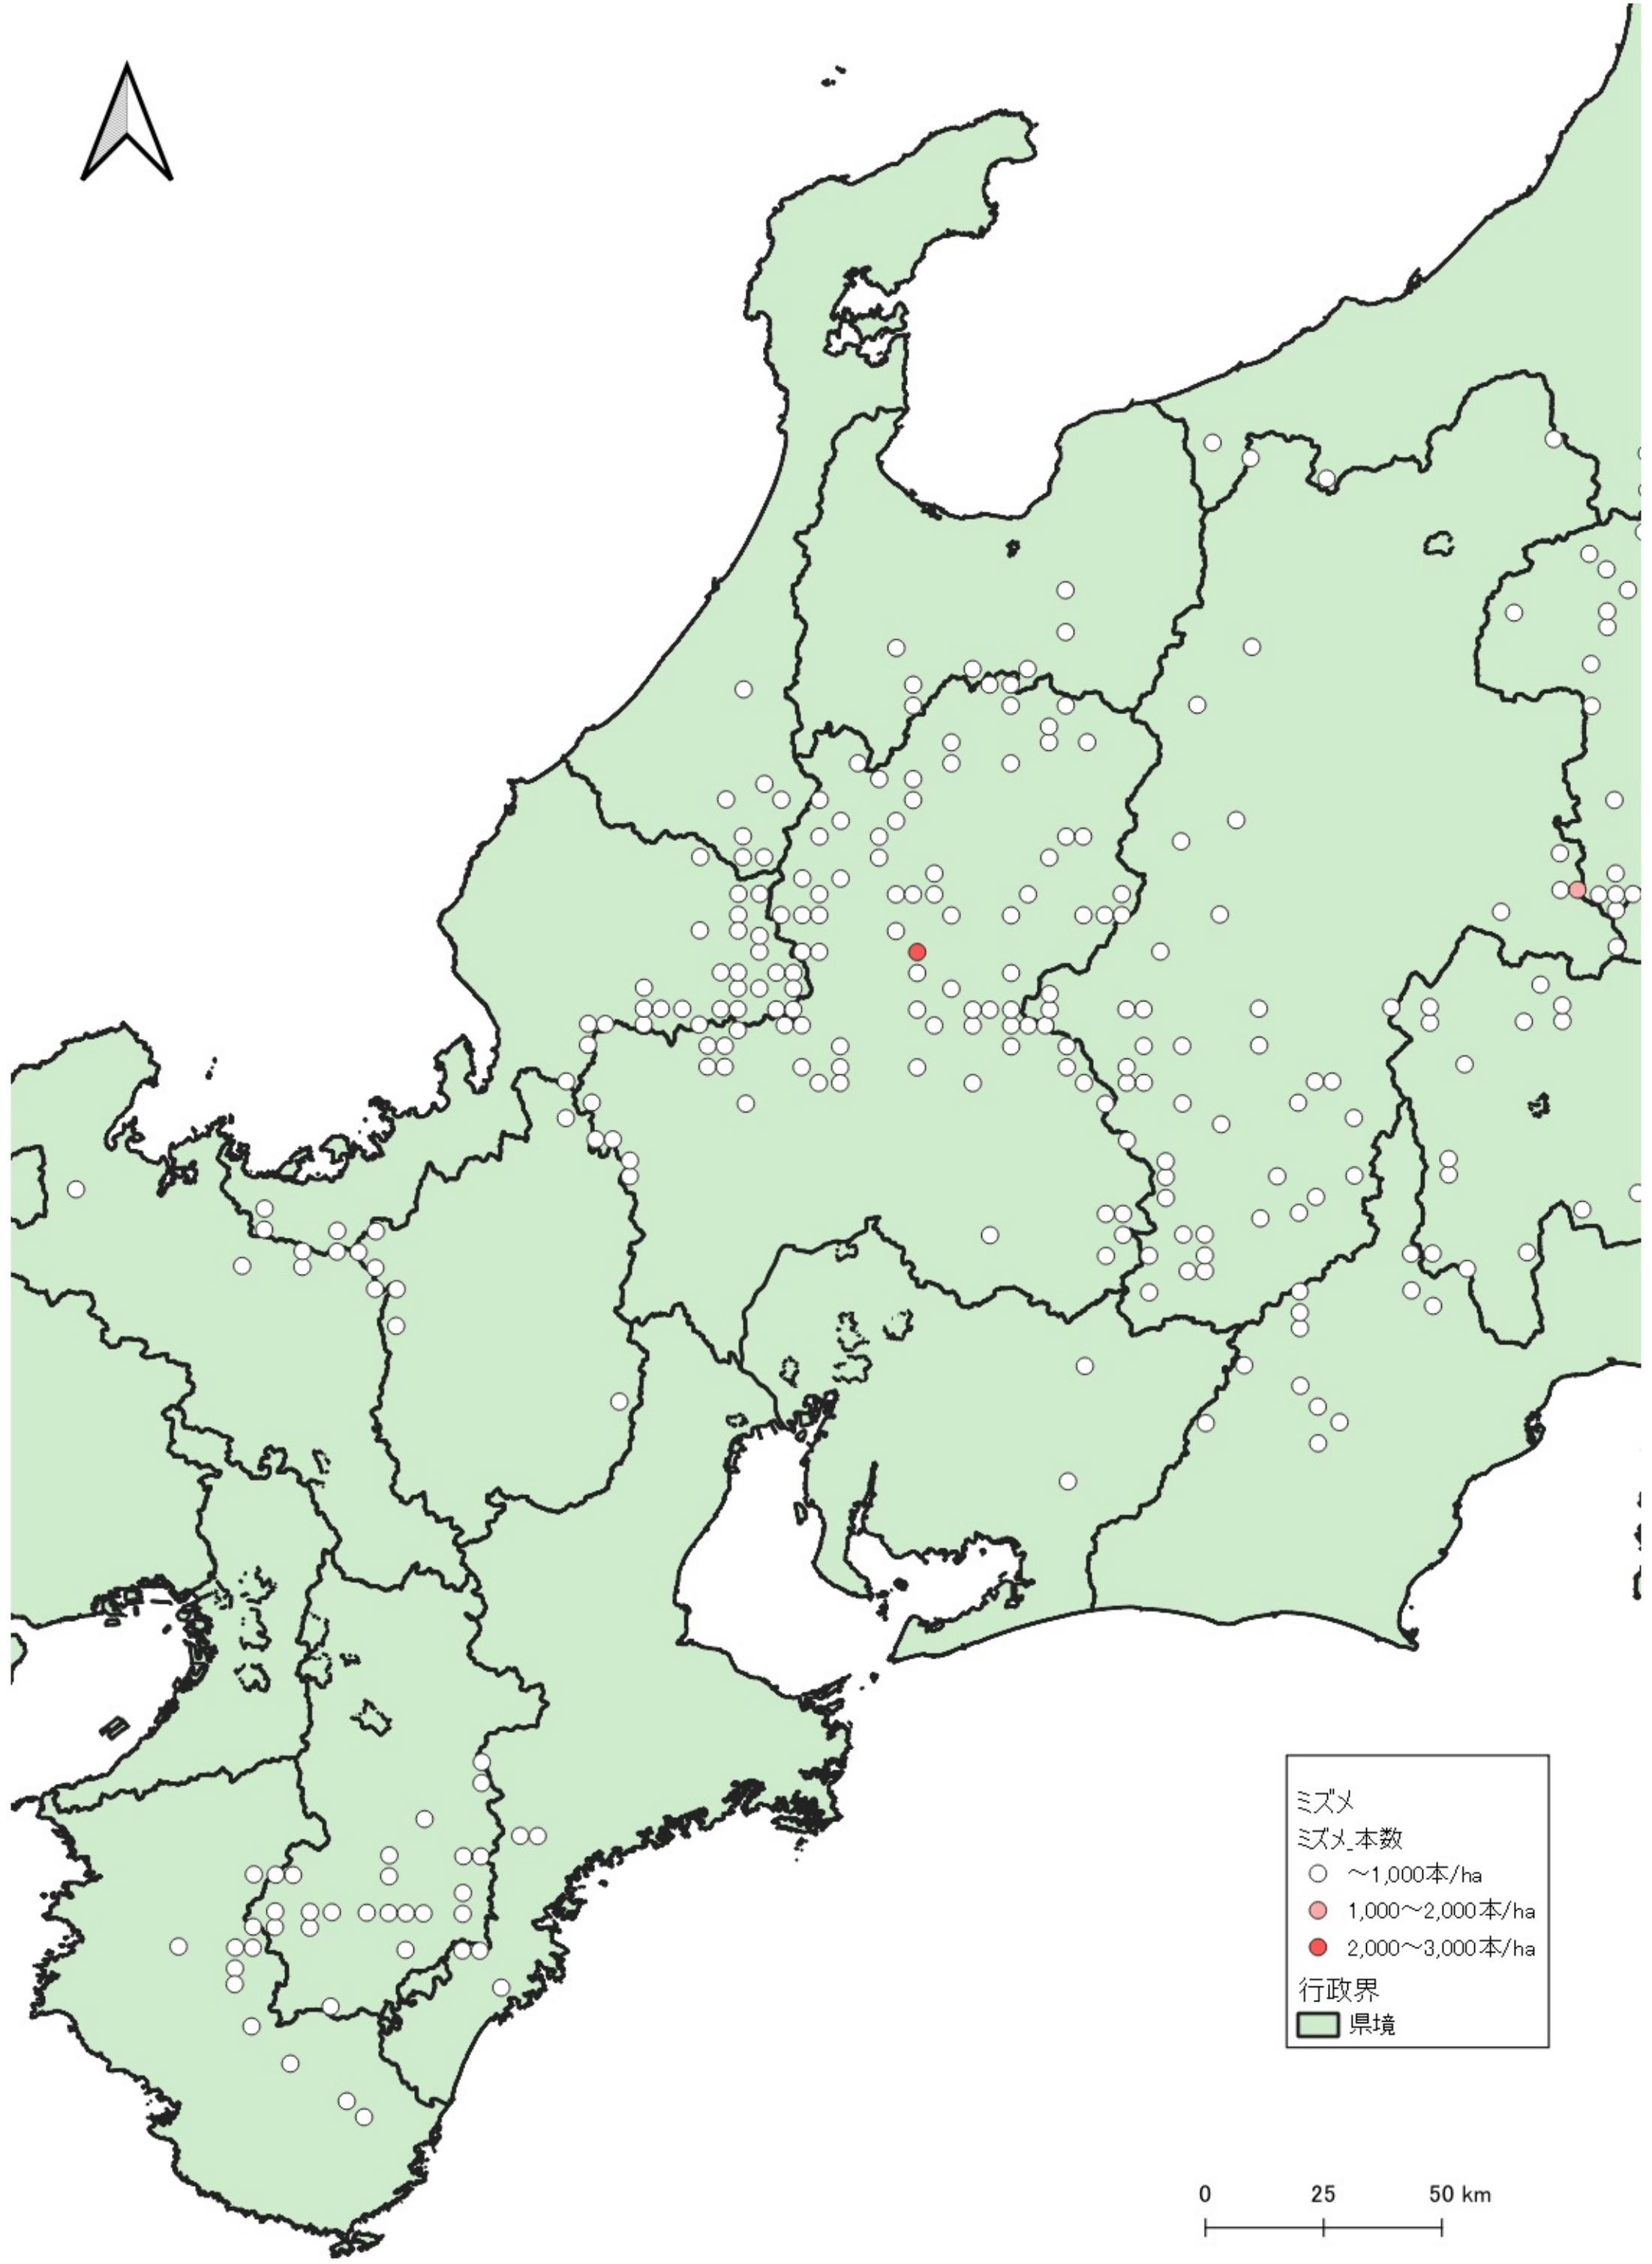 ミズメ
ミズメ_本数
～1,000本/ha
1,000～2,000本/ha
2,000～3,000本/ha
行政界
県境
0 25 50 km